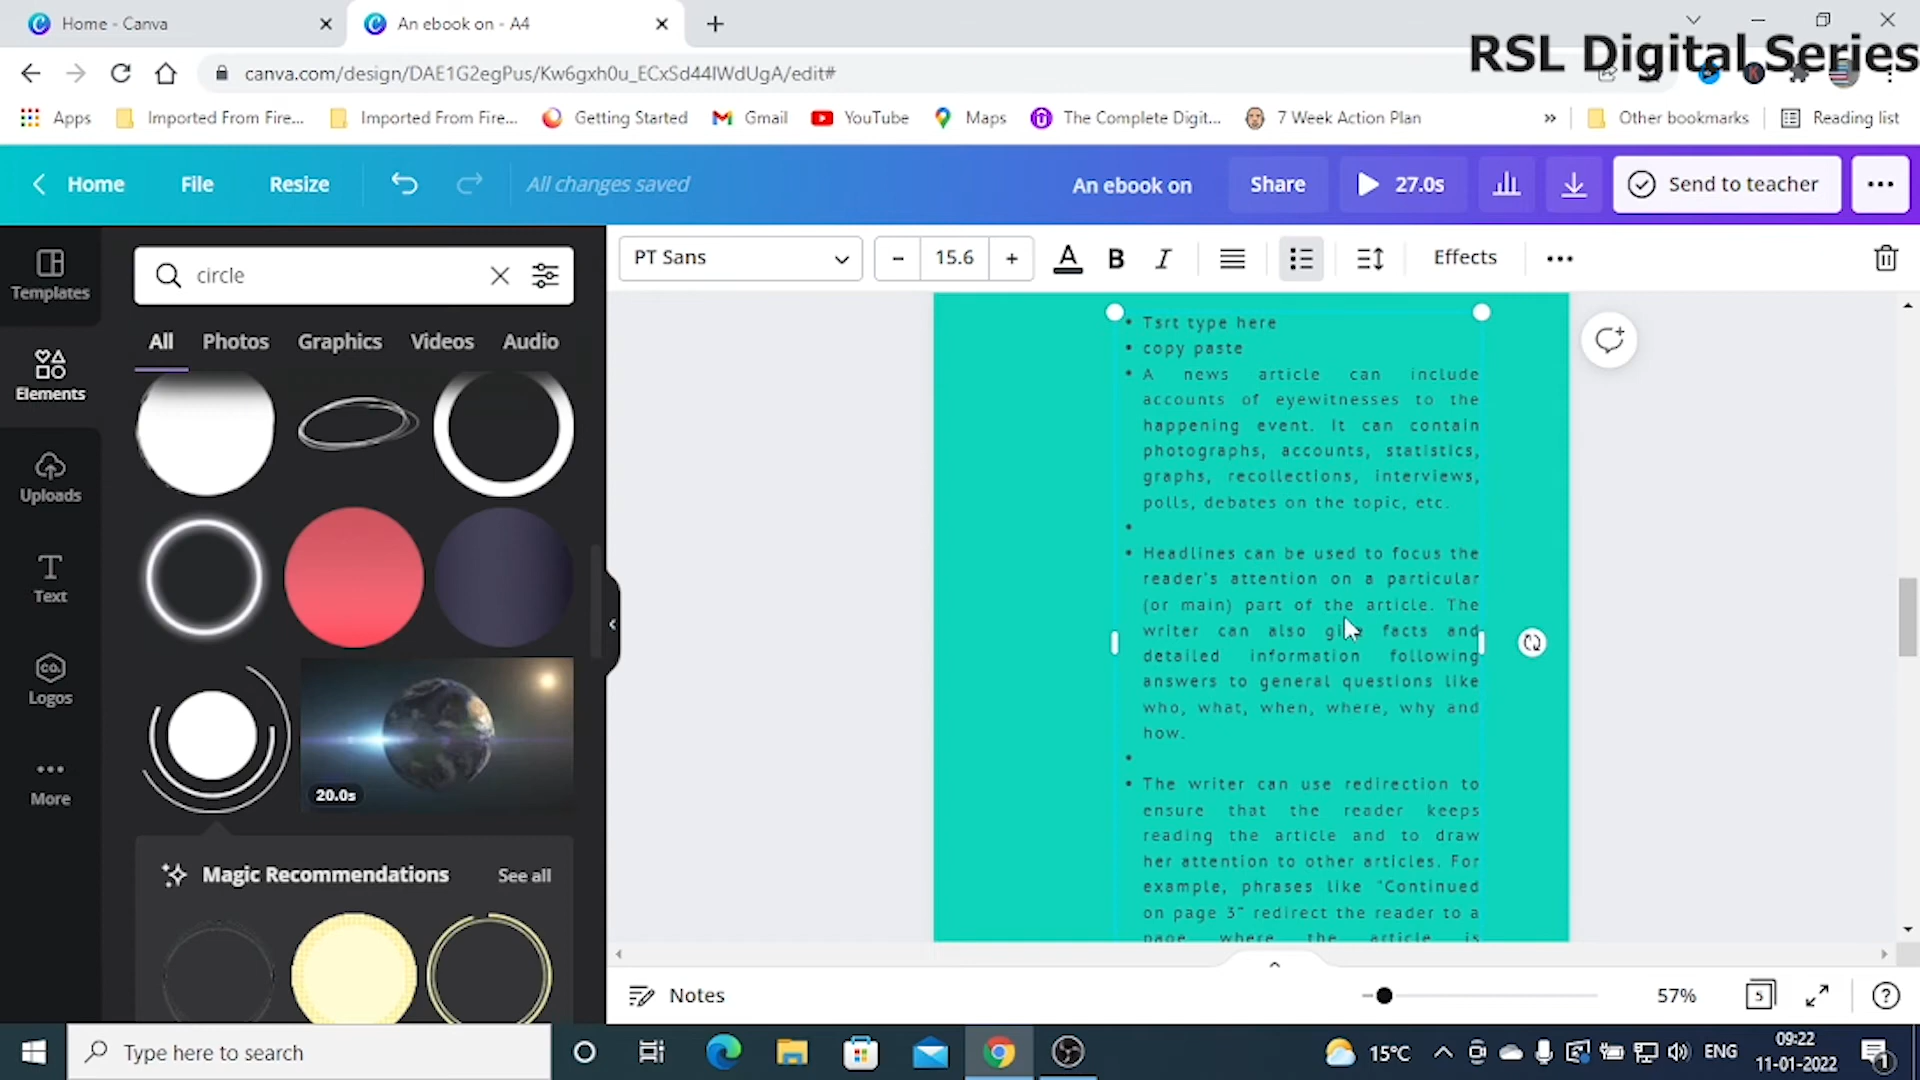 Home - Canva
An ebook on - A4
RSL Digital Series
canva.com/design/DAE1G2egPus/Kw6gxh0u_ECxSd44IWdUgA/edit#
Apps
Imported From Fire...
Imported From Fire...
Getting Started
Gmail
YouTube
Maps
The Complete Digit...
7 Week Action Plan
»
Other bookmarks
Reading list
Home
File
Resize
All changes saved
An ebook on
Share
27.0s
Send to teacher
Templates
Elements
Uploads
Text
Logos
More
circle
All
Photos
Graphics
Videos
Audio
20.0s
Magic Recommendations
See all
PT Sans
– 15.6 +
A B I
Effects
• Tsrt type here
• copy paste
• A news article can include
accounts of eyewitnesses to the
happening event. It can contain
photographs, accounts, statistics,
graphs, recollections, interviews,
polls, debates on the topic, etc.
•
• Headlines can be used to focus the
reader's attention on a particular
(or main) part of the article. The
writer can also give facts and
detailed information following
answers to general questions like
who, what, when, where, why and
how.
•
• The writer can use redirection to
ensure that the reader keeps
reading the article and to draw
her attention to other articles. For
example, phrases like "Continued
on page 3" redirect the reader to a
page where the article is
Notes
57%
5
Type here to search
15°C
ENG
09:22
11-01-2022
1